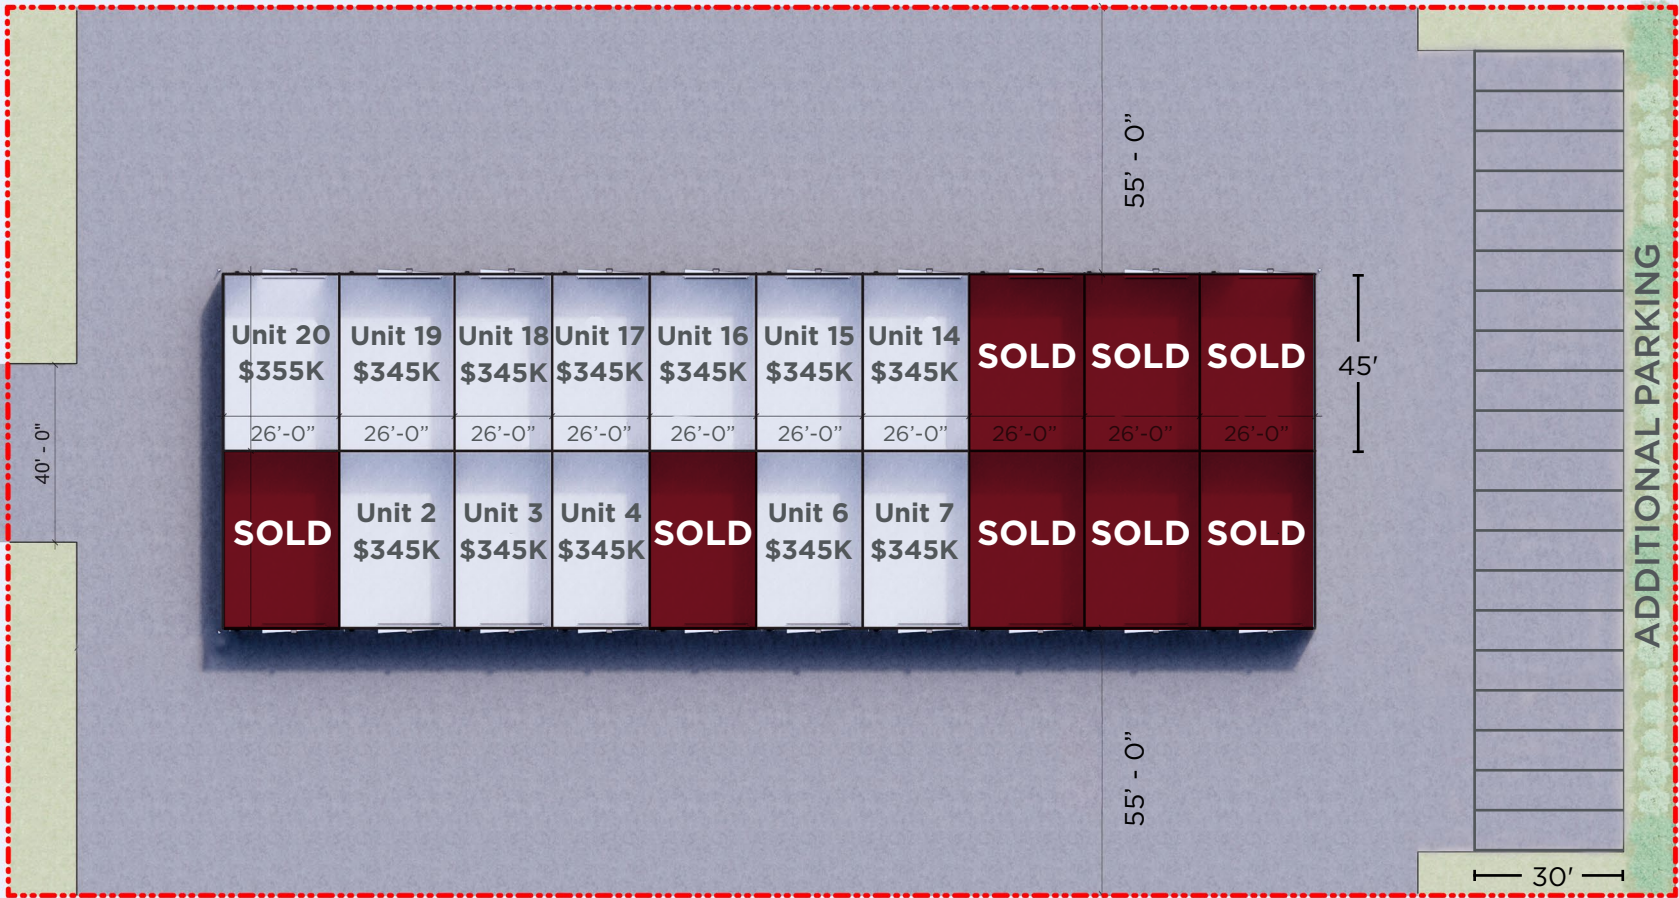 55' - 0"
Unit 20
$355K
Unit 19
$345K
Unit 18
$345K
Unit 17
$345K
Unit 16
$345K
Unit 15
$345K
Unit 14
$345K
SOLD
SOLD
SOLD
45'
26'-0"
26'-0"
26'-0"
26'-0"
26'-0"
26'-0"
26'-0"
26'-0"
26'-0"
26'-0"
40' - 0"
SOLD
Unit 2
$345K
Unit 3
$345K
Unit 4
$345K
SOLD
Unit 6
$345K
Unit 7
$345K
SOLD
SOLD
SOLD
ADDITIONAL PARKING
55' - 0"
30'